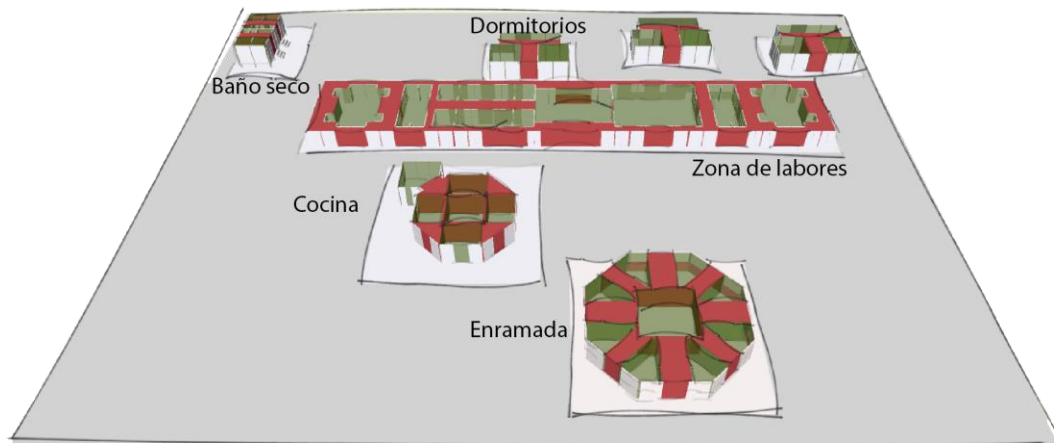 Dormitorios
Baño seco
Zona de labores
Cocina
Enramada